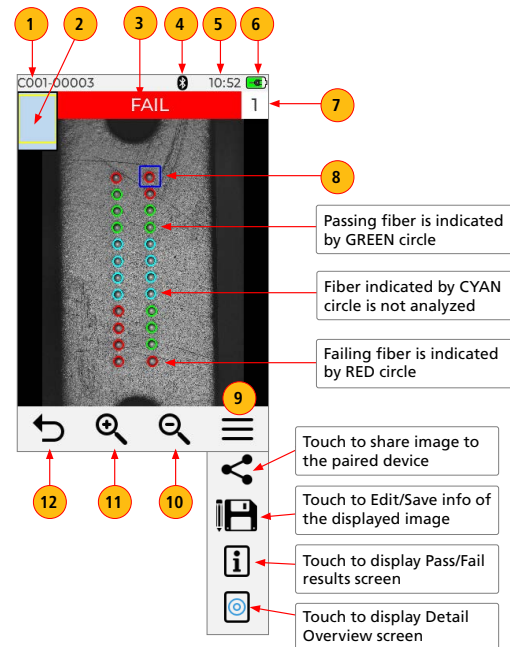 1
2
3
4
5
6
C001-00003
10:52
FAIL
1
7
8
Passing fiber is indicated
by GREEN circle
Fiber indicated by CYAN
circle is not analyzed
Failing fiber is indicated
by RED circle
9
12
11
10
Touch to share image to
the paired device
Touch to Edit/Save info of
the displayed image
Touch to display Pass/Fail
results screen
Touch to display Detail
Overview screen